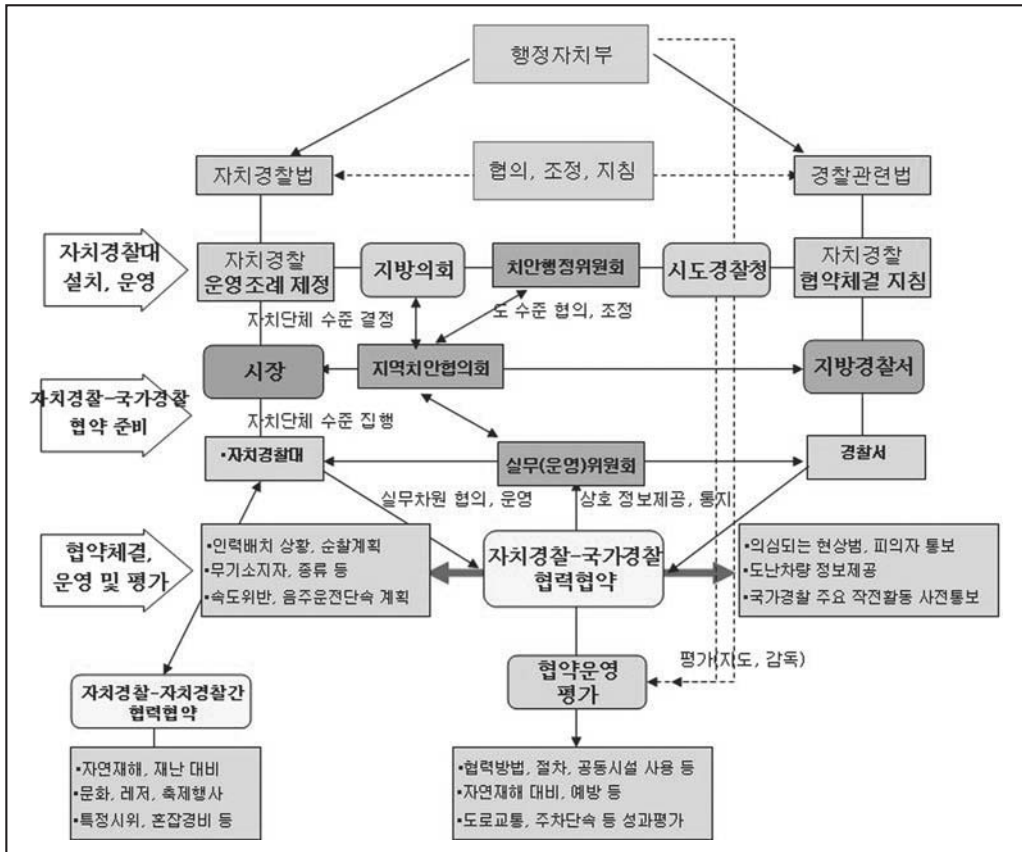 행정자치부
자치경찰법
협의, 조정, 지침
경찰관련법
자치경찰대
설치, 운영
자치경찰
운영조례 제정
지방의회
치안행정위원회
시도경찰청
자치경찰
협약체결 지침
자치단체 수준 결정
도 수준 협의, 조정
시장
지역치안협의회
지방경찰서
자치경찰-국가경찰
협약 준비
자치단체 수준 집행
▪자치경찰대
실무(운영)위원회
경찰서
실무차원 협의, 운영
상호 정보제공, 통지
협약체결,
운영 및 평가
▪인력배치 상황, 순찰계획
▪무기소지자, 종류 등
▪속도위반, 음주운전단속 계획
자치경찰-국가경찰
협력협약
▪의심되는 현상범, 피의자 통보
▪도난차량 정보제공
▪국가경찰 주요 작전활동 사전통보
평가(지도, 감독)
협약운영
평가
자치경찰-자치경찰간
협력협약
▪자연재해, 재난 대비
▪문화, 레저, 축제행사
▪특정시위, 혼잡경비 등
▪협력방법, 절차, 공동시설 사용 등
▪자연재해 대비, 예방 등
▪도로교통, 주차단속 등 성과평가